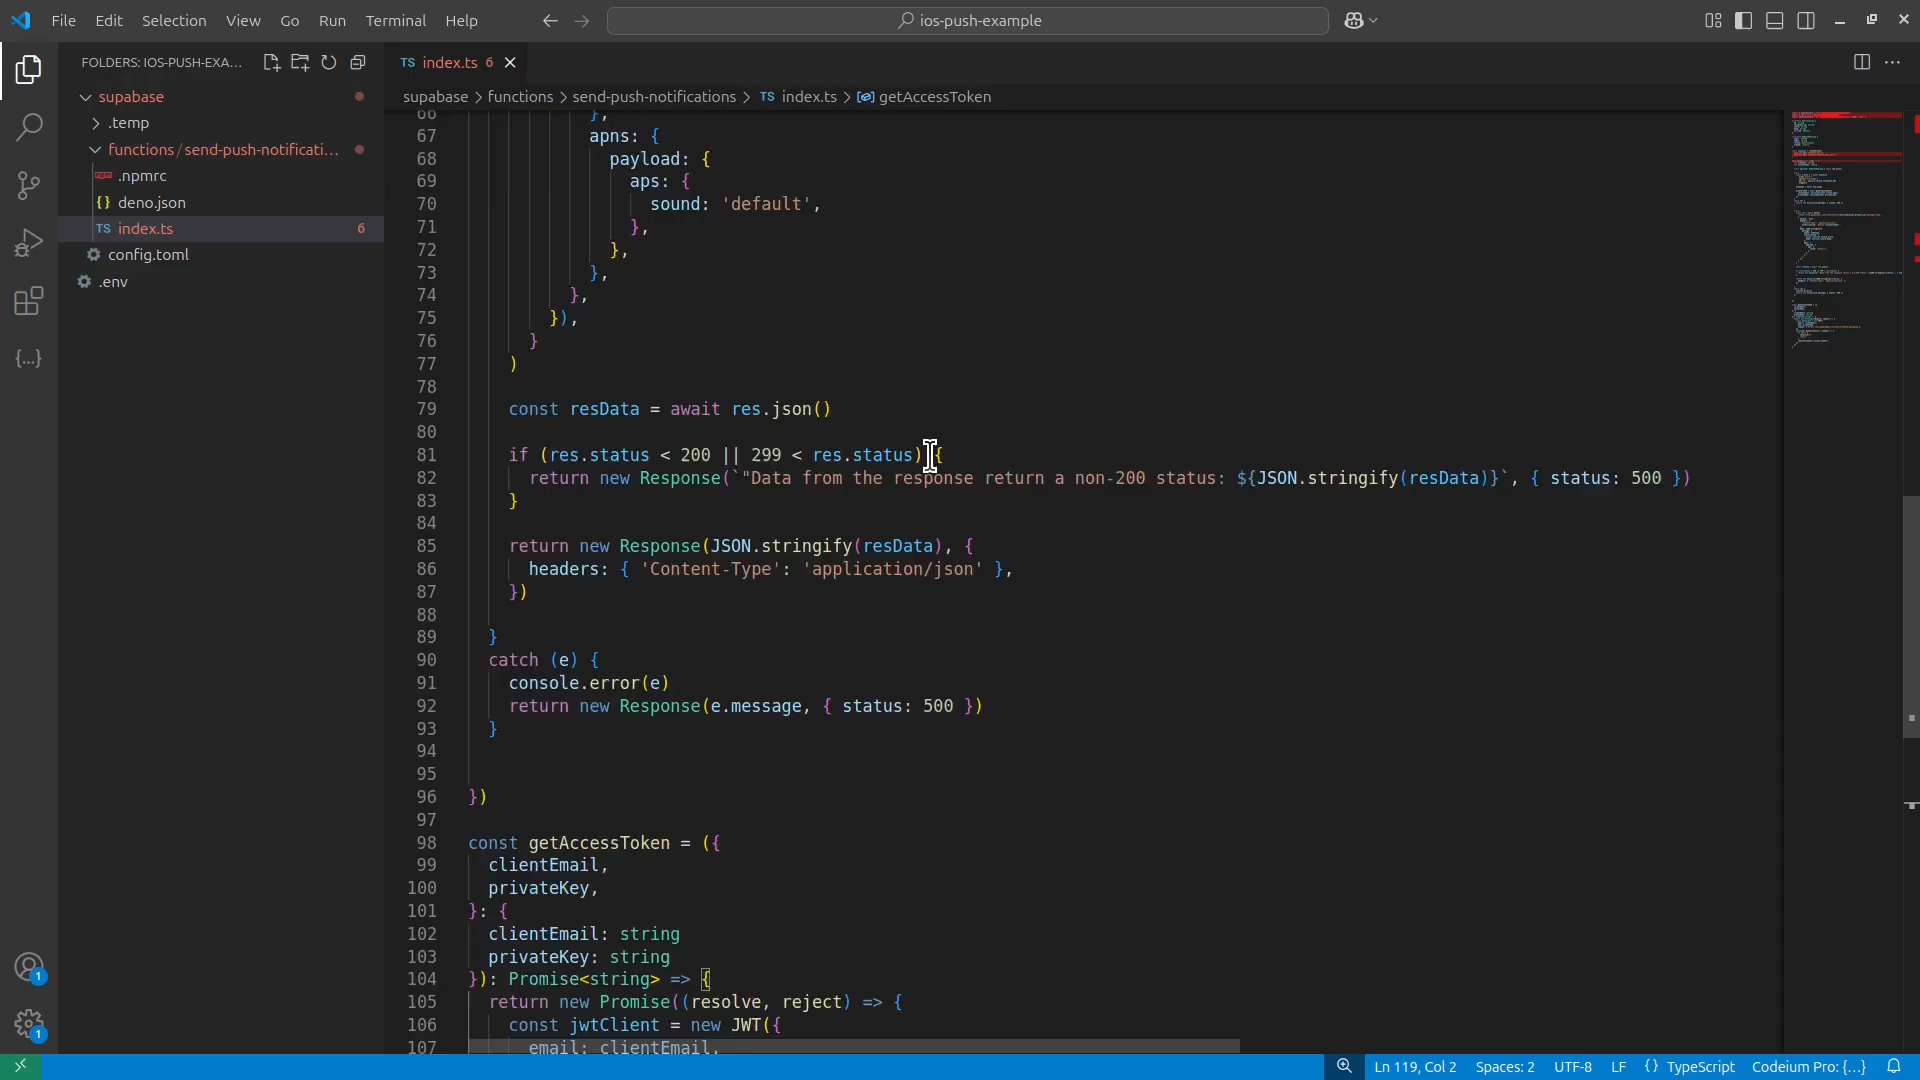 File Edit Selection View Go Run Terminal Help
ios-push-example
FOLDERS: IOS-PUSH-EXA...
supabase
.temp
functions/send-push-notificati...
.npmrc
{} deno.json
TS index.ts 6
config.toml
.env
TS index.ts 6
supabase > functions > send-push-notifications > TS index.ts > getAccessToken
66 },
67 apns: {
68 payload: {
69 aps: {
70 sound: 'default',
71 },
72 },
73 },
74 },
75 }),
76 }
77 )
78
79 const resData = await res.json()
80
81 if (res.status < 200 || 299 < res.status) {
82 return new Response(`"Data from the response return a non-200 status: ${JSON.stringify(resData)}`, { status: 500 })
83 }
84
85 return new Response(JSON.stringify(resData), {
86 headers: { 'Content-Type': 'application/json' },
87 })
88
89 }
90 catch (e) {
91 console.error(e)
92 return new Response(e.message, { status: 500 })
93 }
94
95
96 })
97
98 const getAccessToken = ({
99 clientEmail,
100 privateKey,
101 }: {
102 clientEmail: string
103 privateKey: string
104 }): Promise<string> => {
105 return new Promise((resolve, reject) => {
106 const jwtClient = new JWT({
107 email: clientEmail,
{...}
1
1
Ln 119, Col 2 Spaces: 2 UTF-8 LF {} TypeScript Codeium Pro: {...}